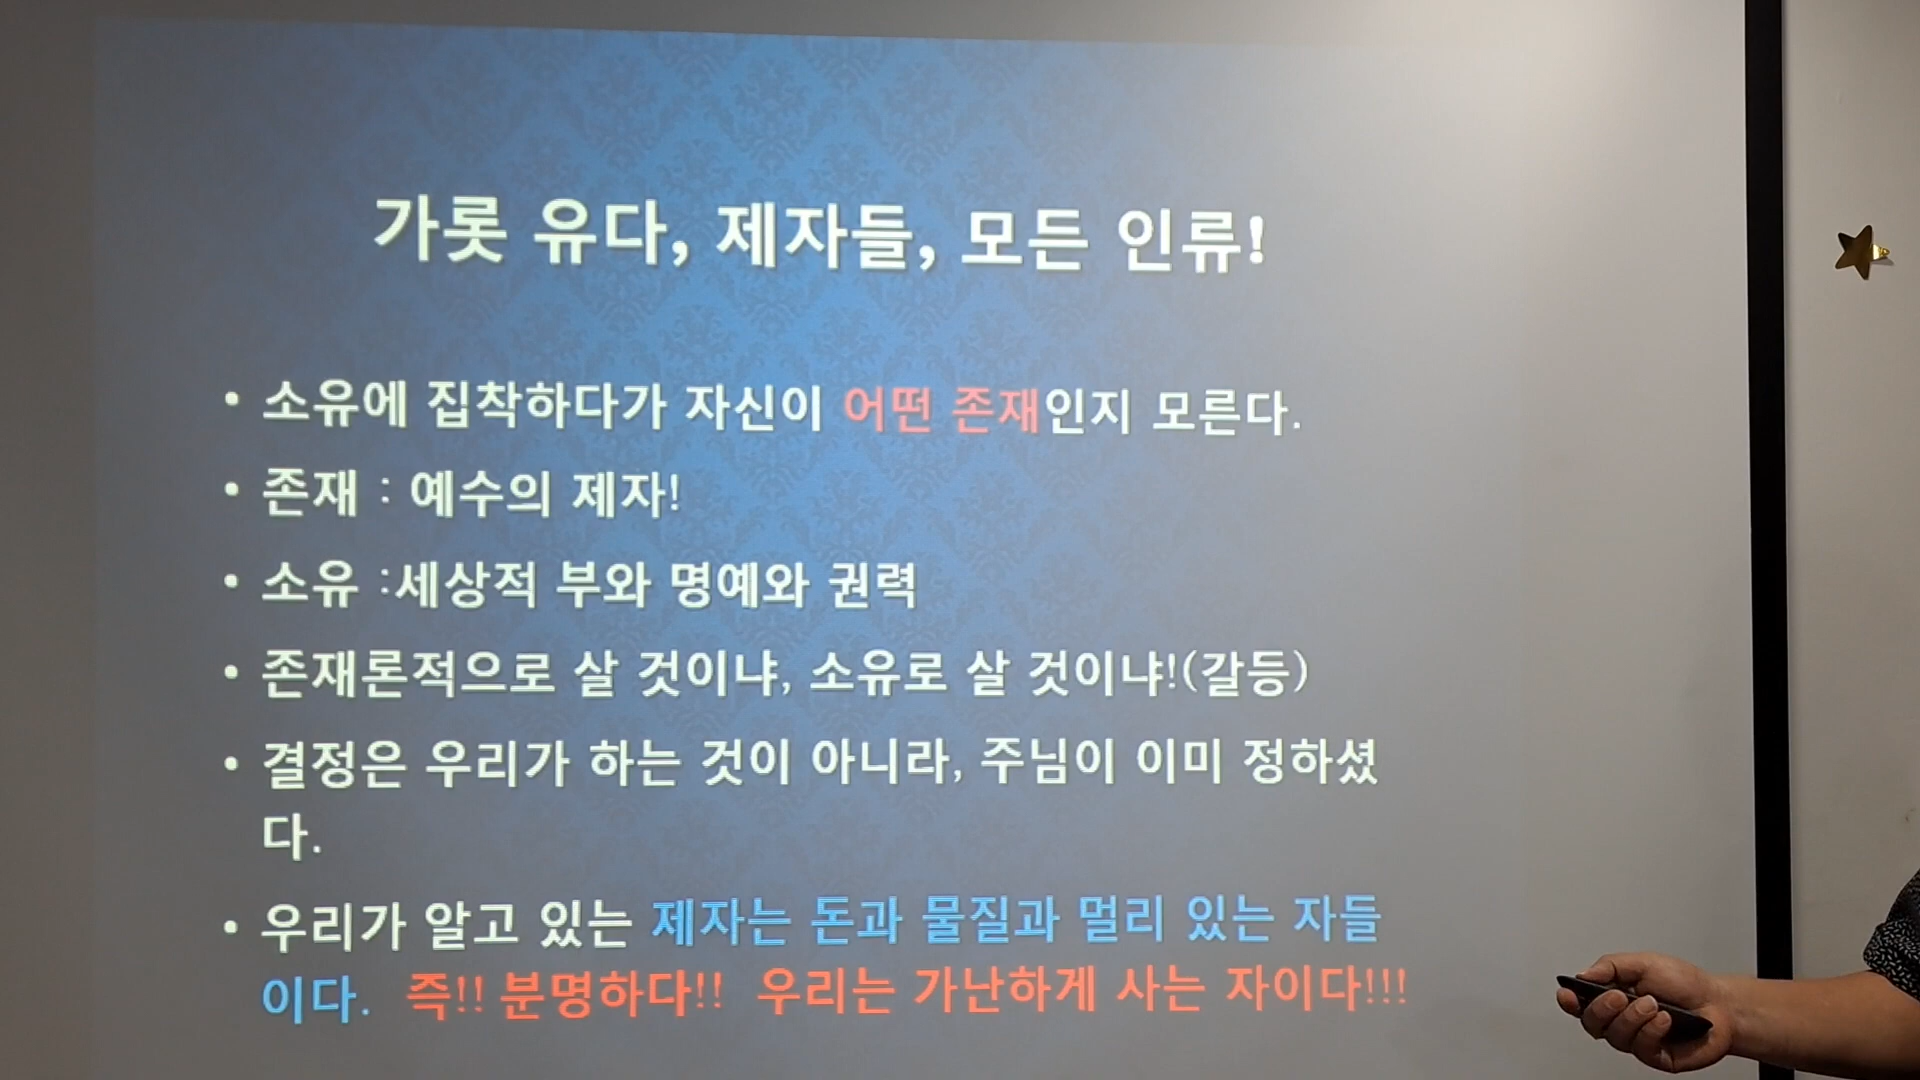 가롯 유다, 제자들, 모든 인류!
• 소유에 집착하다가 자신이 어떤 존재인지 모른다.
• 존재 : 예수의 제자!
• 소유 :세상적 부와 명예와 권력
• 존재론적으로 살 것이냐, 소유로 살 것이냐!(갈등)
• 결정은 우리가 하는 것이 아니라, 주님이 이미 정하셨
다.
• 우리가 알고 있는 제자는 돈과 물질과 멀리 있는 자들
이다. 즉!! 분명하다!! 우리는 가난하게 사는 자이다!!!